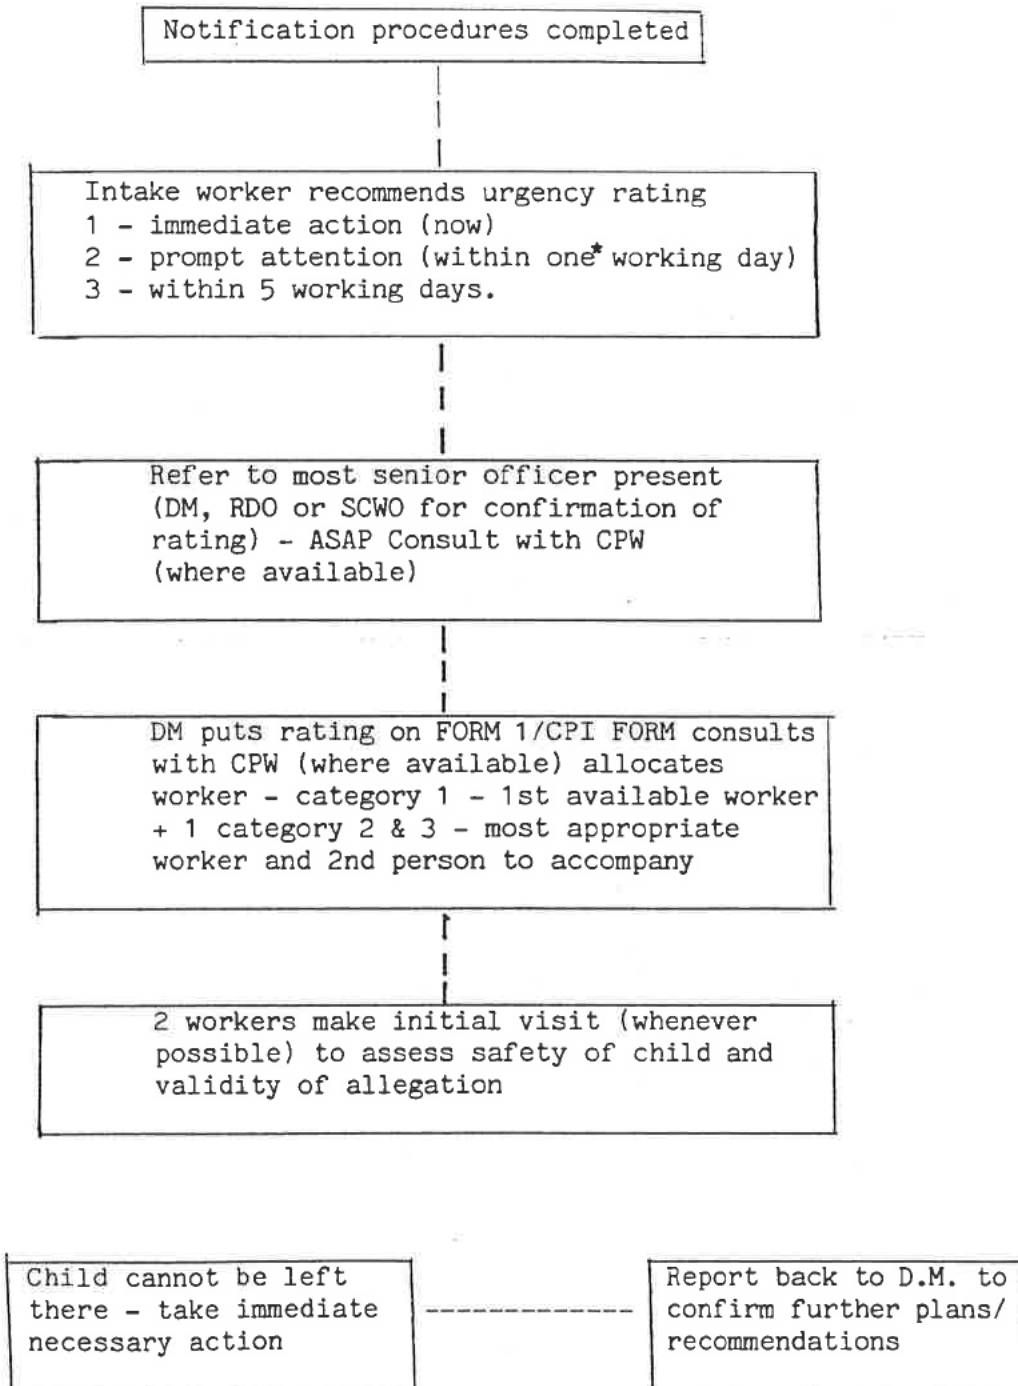 Notification procedures completed
Intake worker recommends urgency rating
1 - immediate action (now)
2 - prompt attention (within one* working day)
3 - within 5 working days.
Refer to most senior officer present
(DM, RDO or SCWO for confirmation of
rating) - ASAP Consult with CPW
(where available)
DM puts rating on FORM 1/CPI FORM consults
with CPW (where available) allocates
worker - category 1 - 1st available worker
+ 1 category 2 & 3 - most appropriate
worker and 2nd person to accompany
2 workers make initial visit (whenever
possible) to assess safety of child and
validity of allegation
Child cannot be left
there - take immediate
necessary action
Report back to D.M. to
confirm further plans/
recommendations